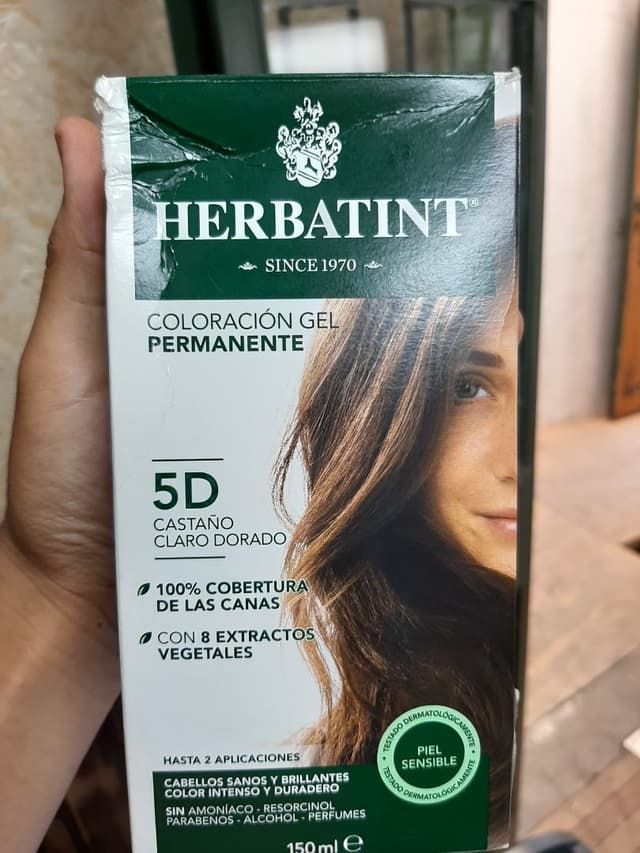 HERBATINT®
SINCE 1970
COLORACIÓN GEL
PERMANENTE
5D
CASTAÑO
CLARO DORADO
100% COBERTURA
DE LAS CANAS
CON 8 EXTRACTOS
VEGETALES
HASTA 2 APLICACIONES
CABELLOS SANOS Y BRILLANTES
COLOR INTENSO Y DURADERO
SIN AMONÍACO - RESORCINOL
PARABENOS - ALCOHOL - PERFUMES
150 ml e
TESTADO DERMATOLÓGICAMENTE
PIEL
SENSIBLE
TESTADO DERMATOLÓGICAMENTE